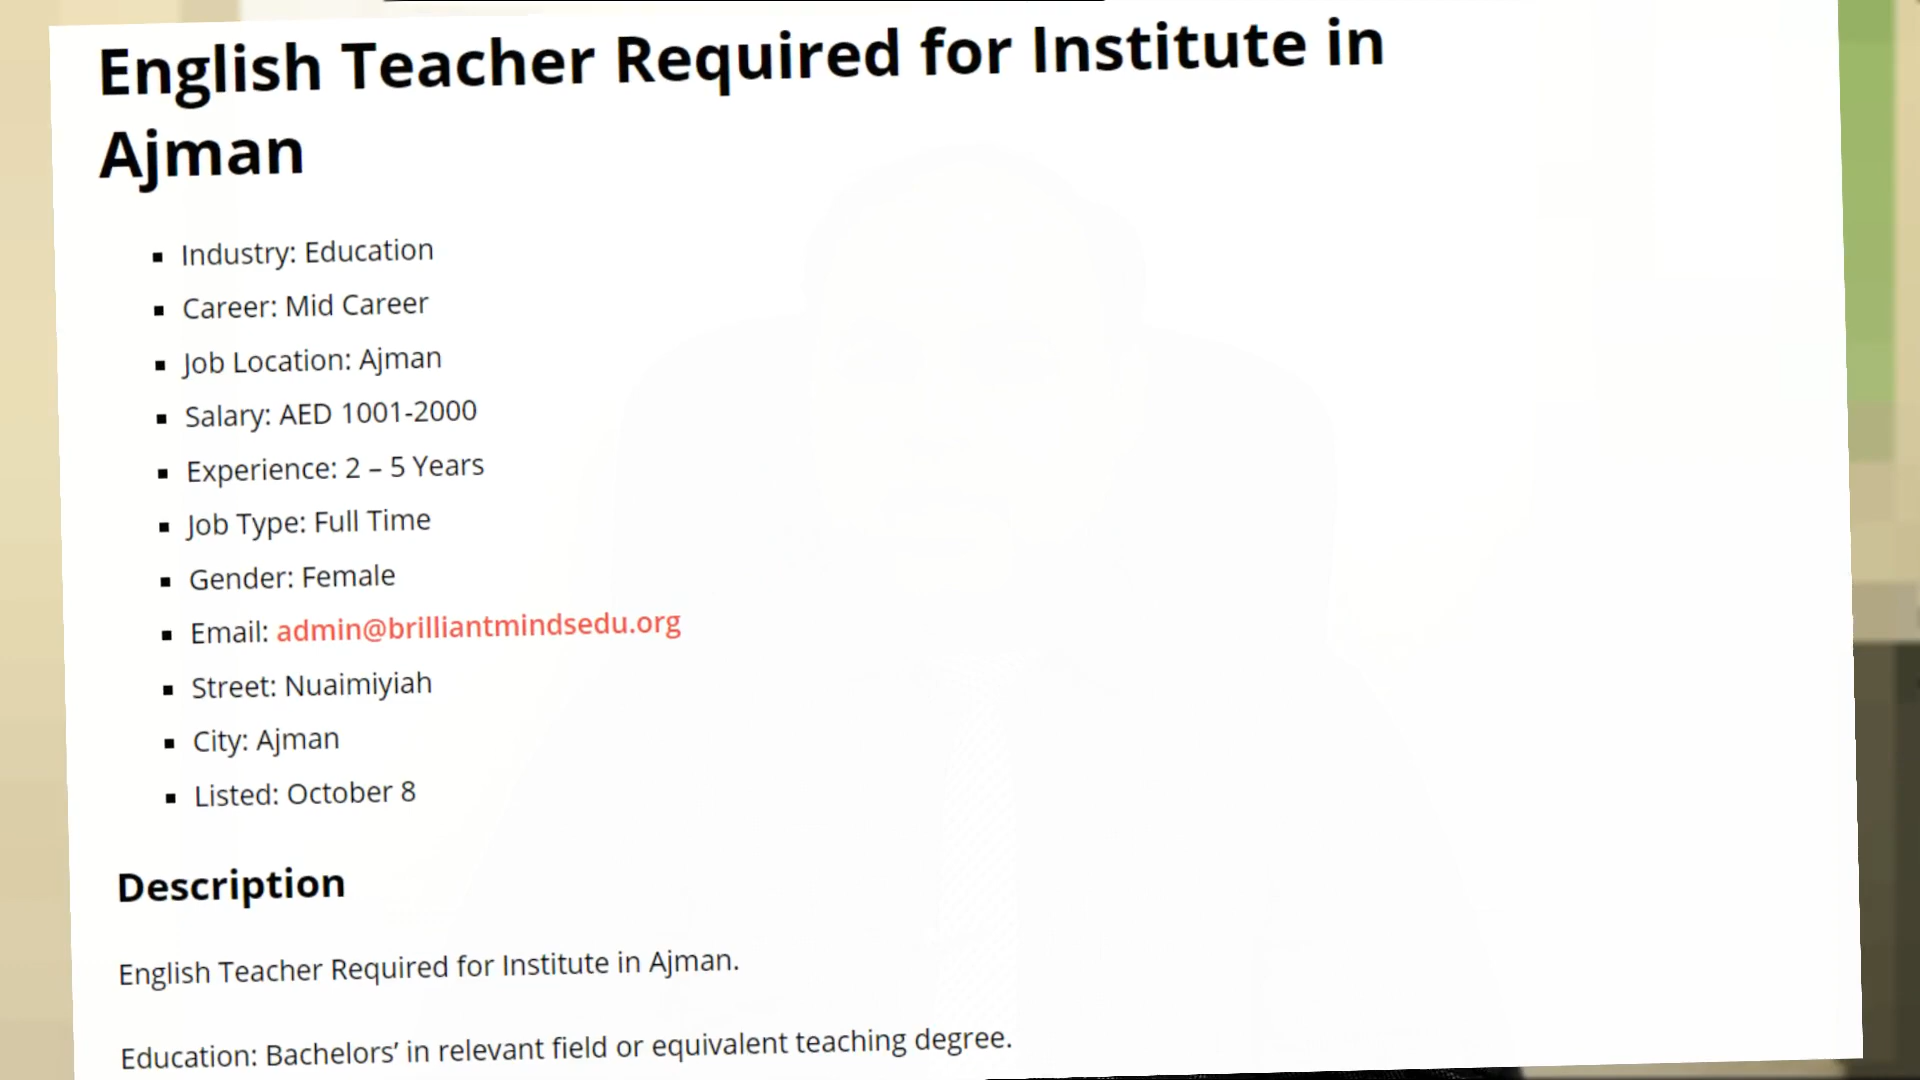 English Teacher Required for Institute in
Ajman
▪ Industry: Education
▪ Career: Mid Career
▪ Job Location: Ajman
▪ Salary: AED 1001-2000
▪ Experience: 2 – 5 Years
▪ Job Type: Full Time
▪ Gender: Female
▪ Email: admin@brilliantmindsedu.org
▪ Street: Nuaimiyiah
▪ City: Ajman
▪ Listed: October 8
Description
English Teacher Required for Institute in Ajman.
Education: Bachelors’ in relevant field or equivalent teaching degree.